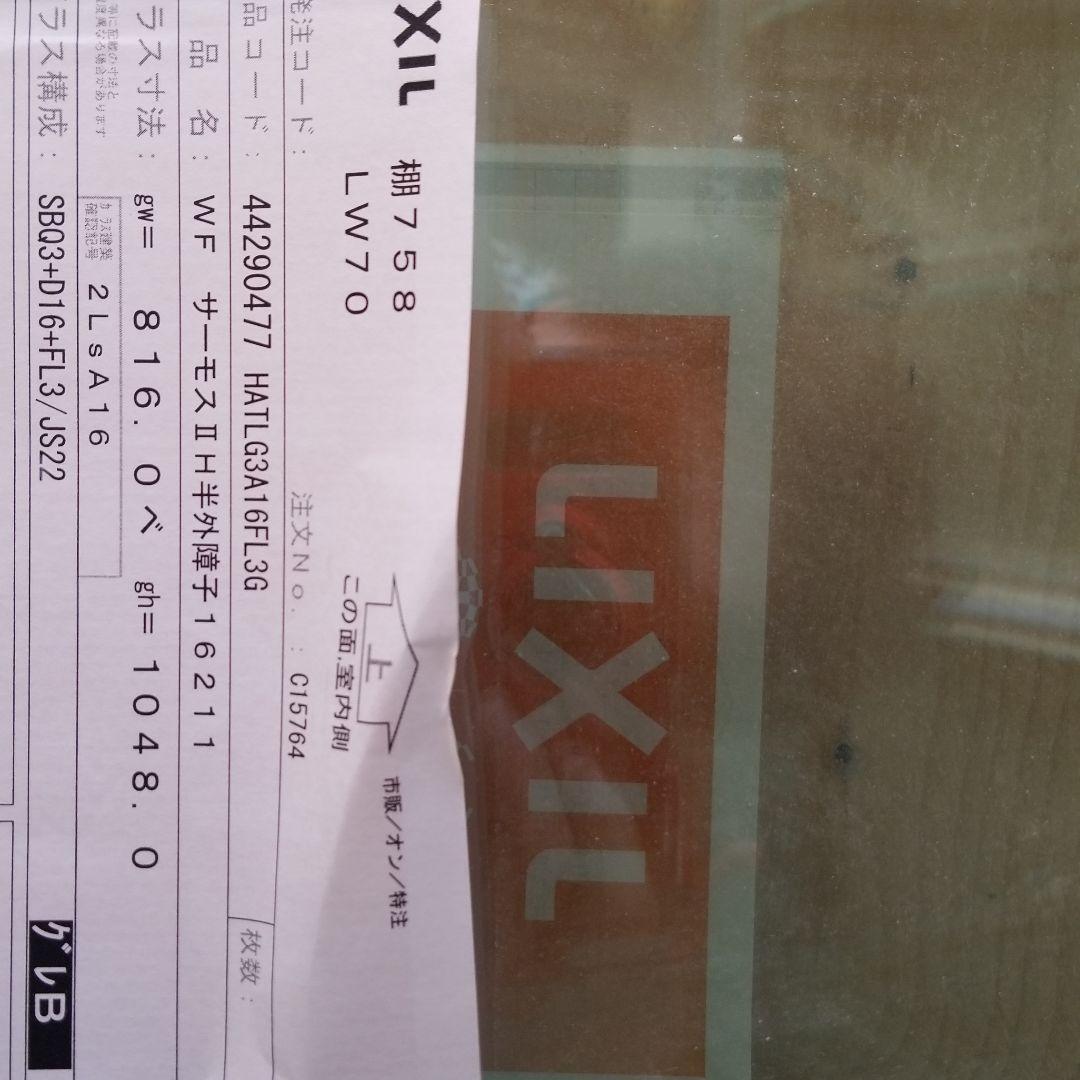 XIL 棚758
LW70
上
この面,室内側
市販/オン/特注
発注コード:
注文No.: C15764
品コード: 44290477 HATLG3A16FL3G
枚数:
品 名: WF サーモスⅡH半外障子16211
ラス寸法: gw= 816.0ベ gh=1048.0
2LsA16
ラス構成: SBQ3+D16+FL3/JS22
グレB
LIXIL